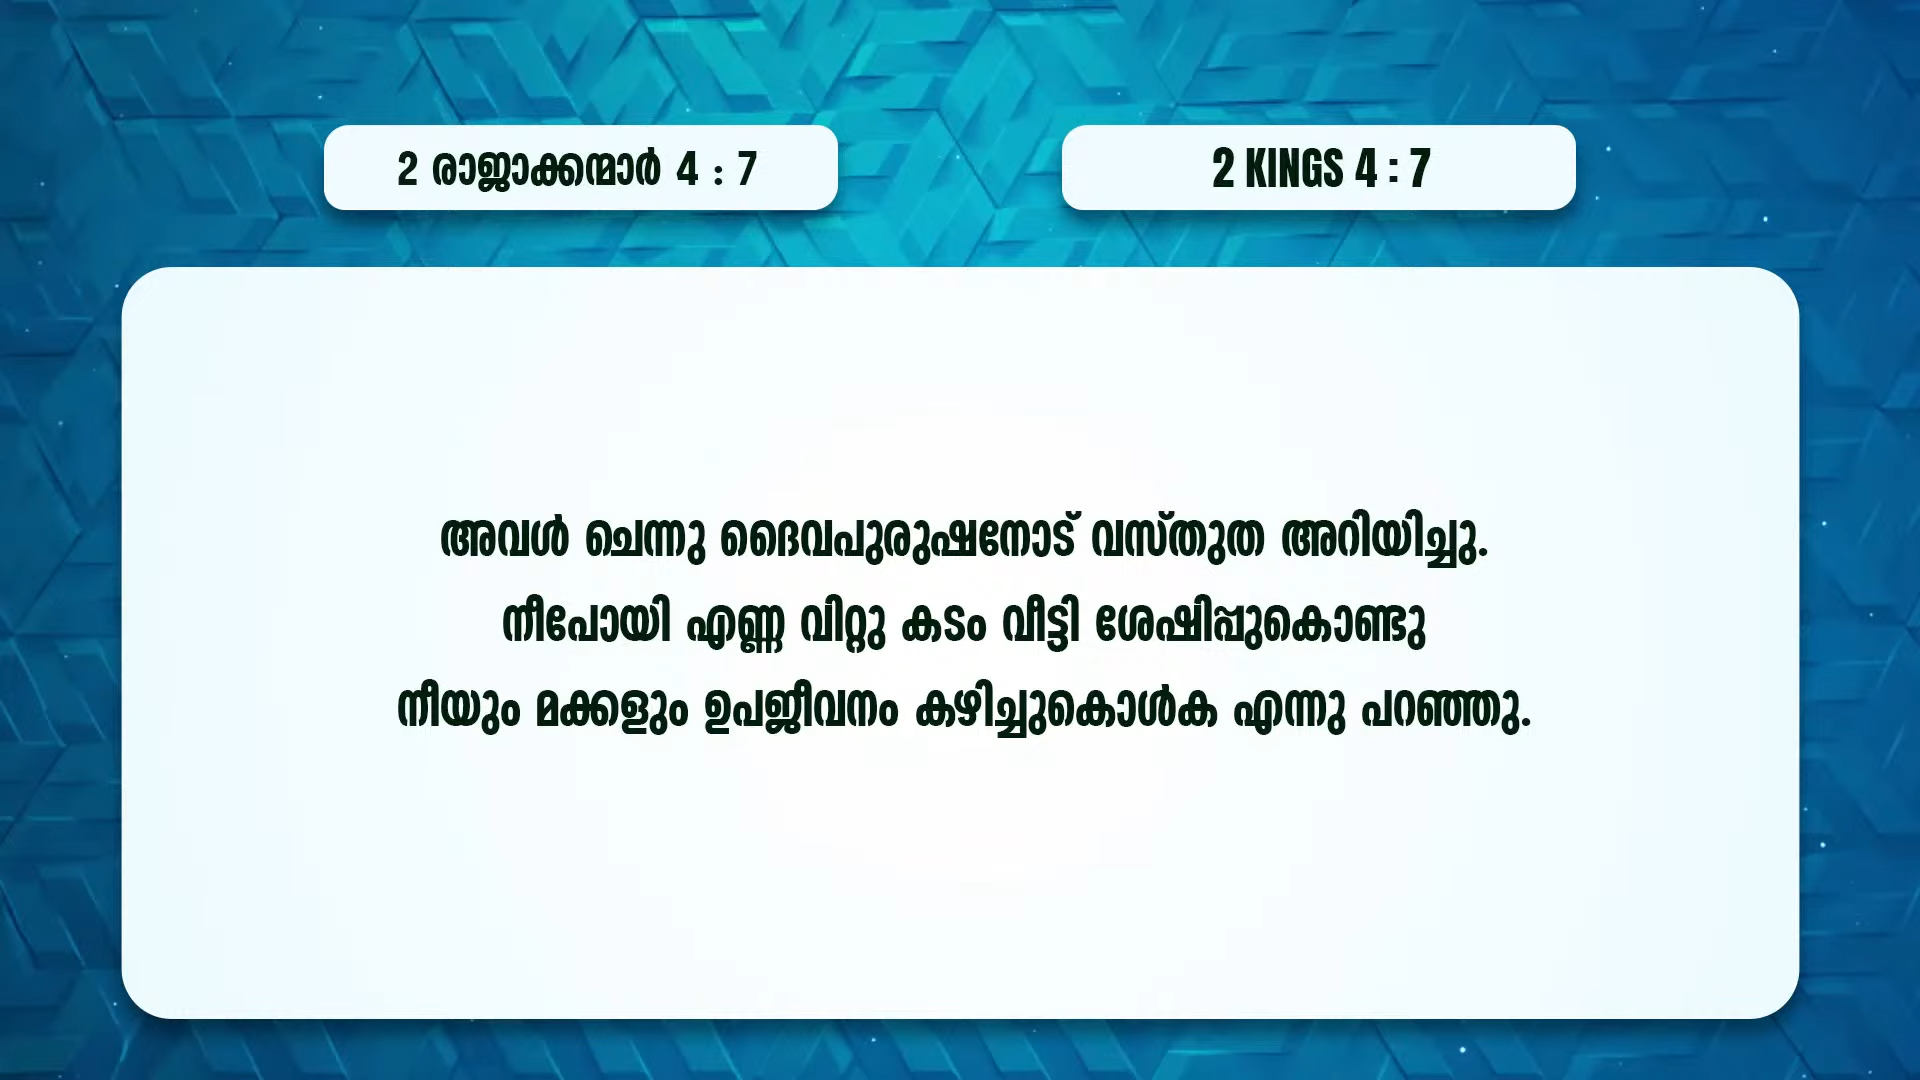 2 രാജാക്കന്മാർ 4 : 7
2 KINGS 4 : 7
അവൾ ചെന്നു ദൈവപുരുഷനോട് വസ്തുത അറിയിച്ചു.
നീപോയി എണ്ണ വിറ്റു കടം വീട്ടി ശേഷിപ്പുകൊണ്ടു
നീയും മക്കളും ഉപജീവനം കഴിച്ചുകൊൾക എന്നു പറഞ്ഞു.